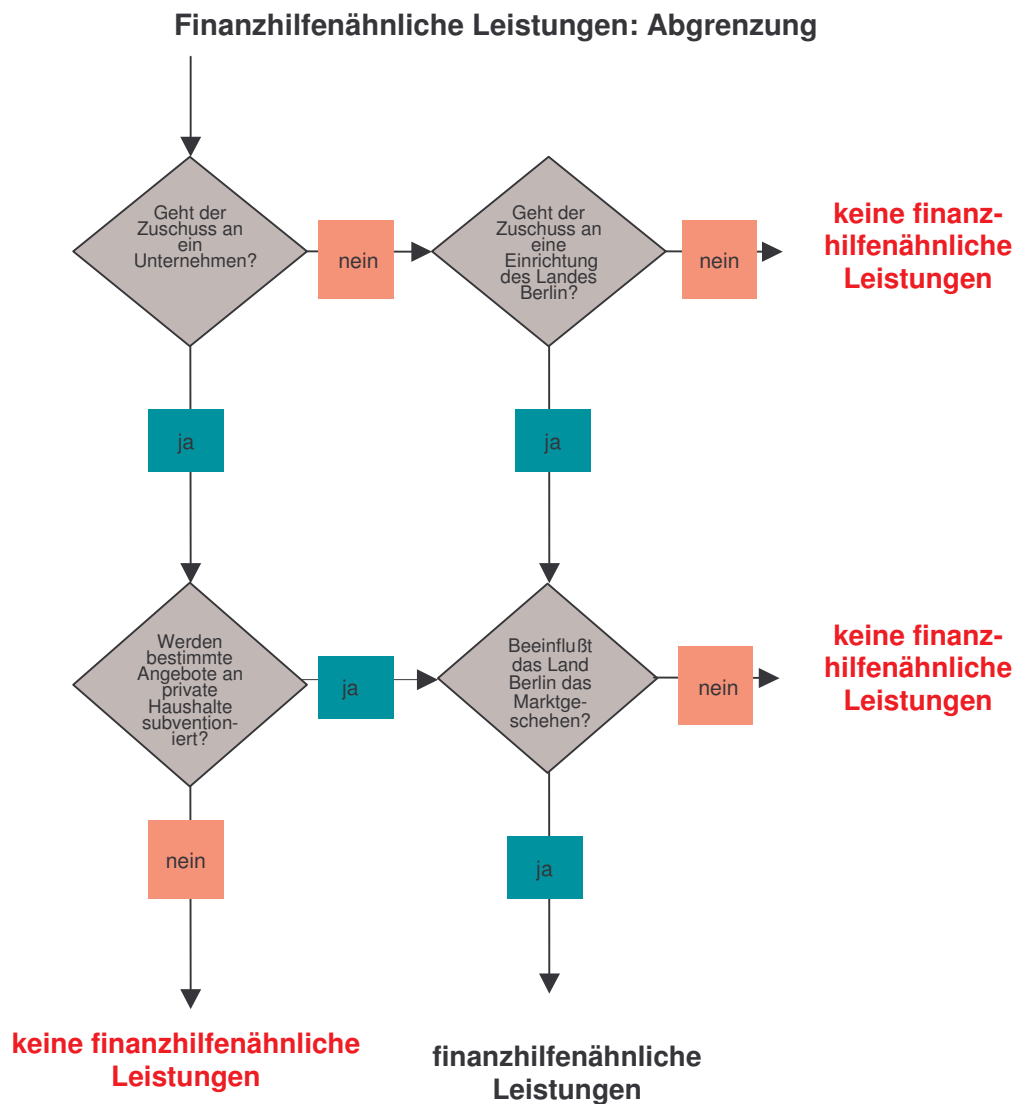 Finanzhilfenähnliche Leistungen: Abgrenzung
Geht der
Zuschuss an
ein
Unternehmen?
nein
Geht der
Zuschuss an
eine
Einrichtung
des Landes
Berlin?
nein
keine finanz-
hilfenähnliche
Leistungen
ja
ja
Werden
bestimmte
Angebote an
private
Haushalte
subvention-
iert?
ja
Beeinflußt
das Land
Berlin das
Marktge-
schehen?
nein
keine finanz-
hilfenähnliche
Leistungen
nein
ja
keine finanzhilfenähnliche
Leistungen
finanzhilfenähnliche
Leistungen